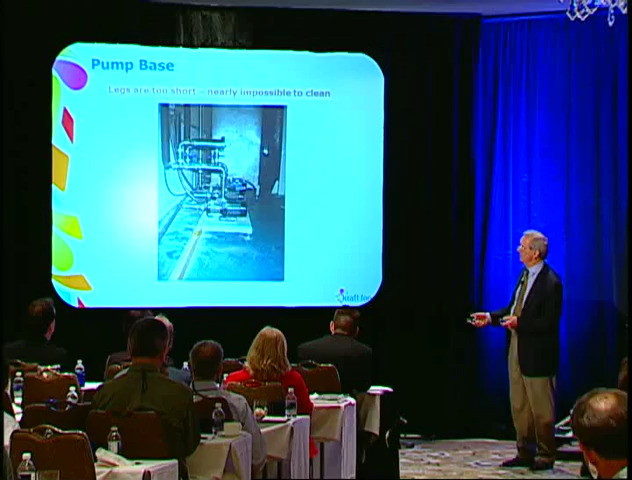 Pump Base
Legs are too short – nearly impossible to clean